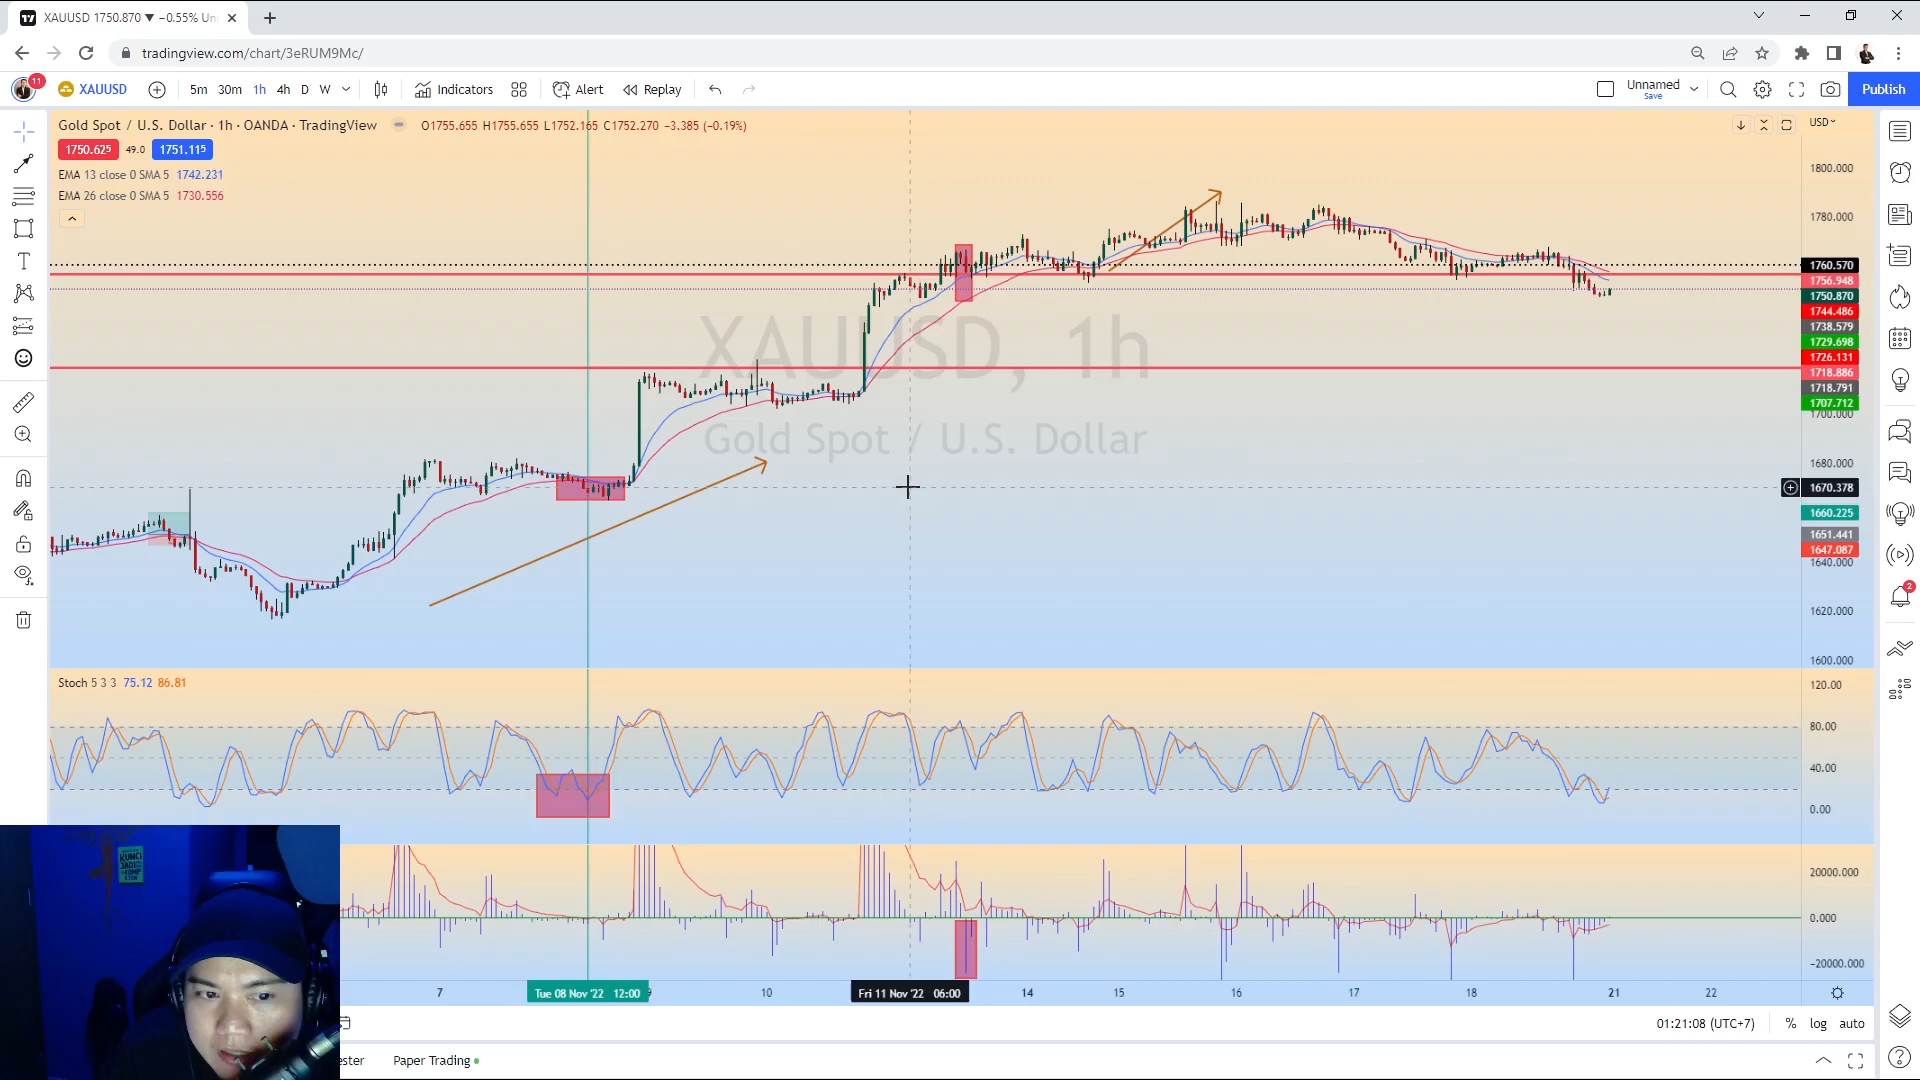 XAUUSD 1750.870 ▼ −0.55% Un
tradingview.com/chart/3eRUM9Mc/
11
XAUUSD
5m 30m 1h 4h D W
Indicators
Alert
Replay
Unnamed
Save
Publish
Gold Spot / U.S. Dollar · 1h · OANDA · TradingView
O1755.655 H1755.655 L1752.165 C1752.270 −3.385 (−0.19%)
USD
1750.625 49.0 1751.115
EMA 13 close 0 SMA 5 1742.231
EMA 26 close 0 SMA 5 1730.556
XAUUSD, 1h
Gold Spot / U.S. Dollar
1800.000
1780.000
1760.570
1756.948
1750.870
1744.486
1738.579
1729.698
1726.131
1718.886
1718.791
1707.712
1700.000
1680.000
1670.378
1660.225
1651.441
1647.087
1640.000
1620.000
1600.000
2
Stoch 5 3 3 75.12 86.81
120.00
80.00
40.00
0.00
20000.000
0.000
−20000.000
KUNCI
JADI
KOMP
ETEN
7
Tue 08 Nov '22 12:00
9
10
Fri 11 Nov '22 06:00
14 15 16 17 18 21 22
01:21:08 (UTC+7)
% log auto
ester
Paper Trading